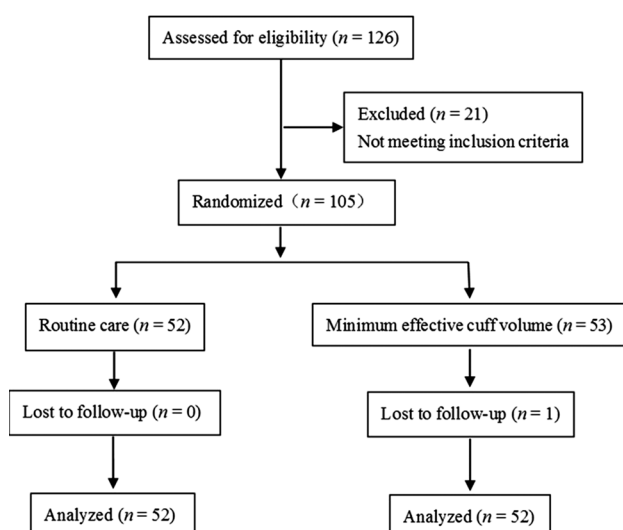 Assessed for eligibility (n = 126)
Excluded (n = 21)
Not meeting inclusion criteria
Randomized（n = 105）
Routine care (n = 52)
Minimum effective cuff volume (n = 53)
Lost to follow-up (n = 0)
Lost to follow-up (n = 1)
Analyzed (n = 52)
Analyzed (n = 52)